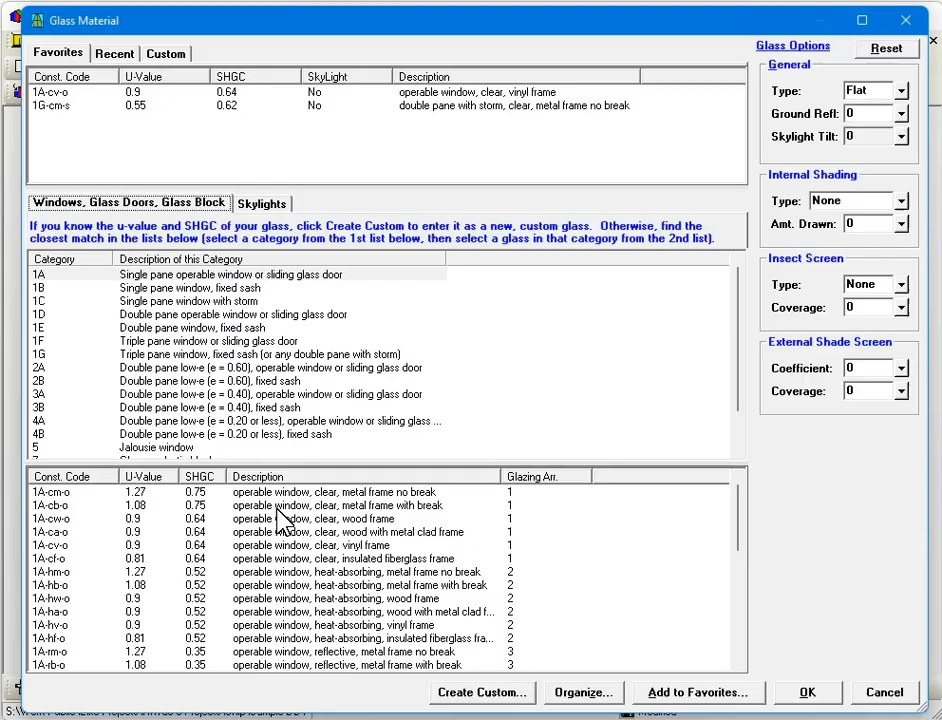 Glass Material
Favorites Recent Custom
Const. Code U-Value SHGC SkyLight Description
1A-cv-o 0.9 0.64 No operable window, clear, vinyl frame
1G-cm-s 0.55 0.62 No double pane with storm, clear, metal frame no break
Windows, Glass Doors, Glass Block Skylights
If you know the u-value and SHGC of your glass, click Create Custom to enter it as a new, custom glass. Otherwise, find the
closest match in the lists below (select a category from the 1st list below, then select a glass in that category from the 2nd list).
Category Description of this Category
1A Single pane operable window or sliding glass door
1B Single pane window, fixed sash
1C Single pane window with storm
1D Double pane operable window or sliding glass door
1E Double pane window, fixed sash
1F Triple pane window or sliding glass door
1G Triple pane window, fixed sash (or any double pane with storm)
2A Double pane low-e (e = 0.60), operable window or sliding glass door
2B Double pane low-e (e = 0.60), fixed sash
3A Double pane low-e (e = 0.40), operable window or sliding glass door
3B Double pane low-e (e = 0.40), fixed sash
4A Double pane low-e (e = 0.20 or less), operable window or sliding glass ...
4B Double pane low-e (e = 0.20 or less), fixed sash
5 Jalousie window
Const. Code U-Value SHGC Description Glazing Arr.
1A-cm-o 1.27 0.75 operable window, clear, metal frame no break 1
1A-cb-o 1.08 0.75 operable window, clear, metal frame with break 1
1A-cw-o 0.9 0.64 operable window, clear, wood frame 1
1A-ca-o 0.9 0.64 operable window, clear, wood with metal clad frame 1
1A-cv-o 0.9 0.64 operable window, clear, vinyl frame 1
1A-cf-o 0.81 0.64 operable window, clear, insulated fiberglass frame 1
1A-hm-o 1.27 0.52 operable window, heat-absorbing, metal frame no break 2
1A-hb-o 1.08 0.52 operable window, heat-absorbing, metal frame with break 2
1A-hw-o 0.9 0.52 operable window, heat-absorbing, wood frame 2
1A-ha-o 0.9 0.52 operable window, heat-absorbing, wood with metal clad f... 2
1A-hv-o 0.9 0.52 operable window, heat-absorbing, vinyl frame 2
1A-hf-o 0.81 0.52 operable window, heat-absorbing, insulated fiberglass fra... 2
1A-rm-o 1.27 0.35 operable window, reflective, metal frame no break 3
1A-rb-o 1.08 0.35 operable window, reflective, metal frame with break 3
Glass Options Reset
General
Type: Flat
Ground Refl: 0
Skylight Tilt: 0
Internal Shading
Type: None
Amt. Drawn: 0
Insect Screen
Type: None
Coverage: 0
External Shade Screen
Coefficient: 0
Coverage: 0
Create Custom... Organize... Add to Favorites... OK Cancel